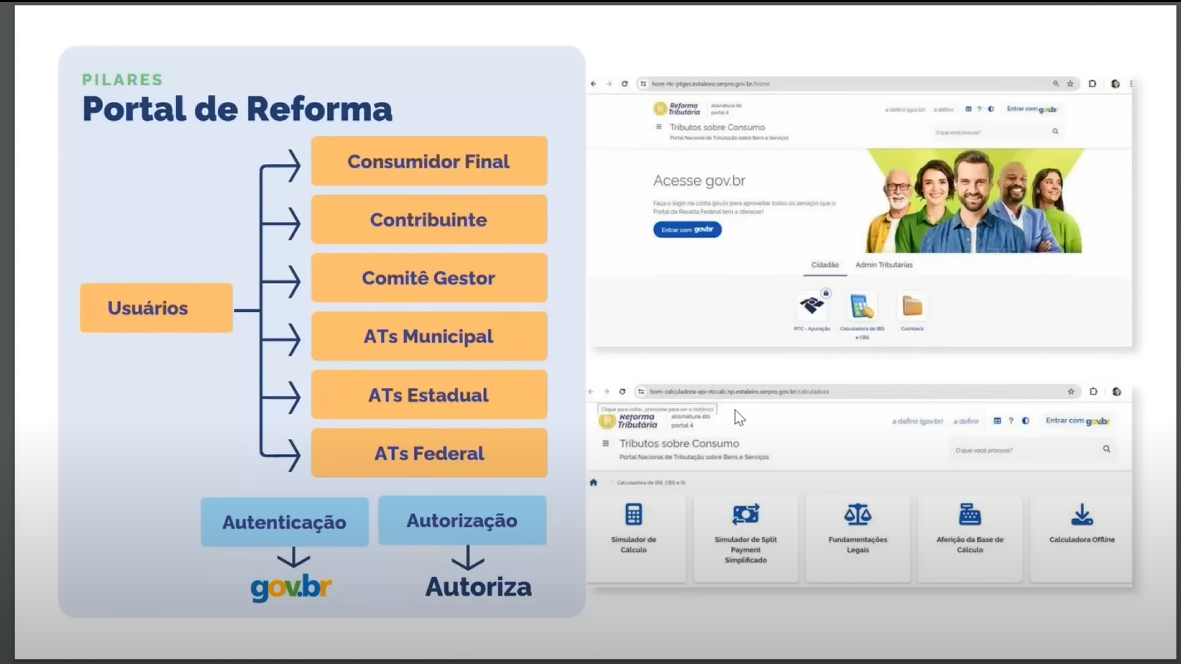 PILARES
Portal de Reforma
Usuários
Consumidor Final
Contribuinte
Comitê Gestor
ATs Municipal
ATs Estadual
ATs Federal
Autenticação
Autorização
gov.br
Autoriza
hom-rtc-ptges.estaleiro.serpro.gov.br/home
Reforma
Tributária
assinatura do
portal 4
a definir (gov.br)
a definir
?
Entrar com gov.br
Tributos sobre Consumo
Portal Nacional de Tributação sobre Bens e Serviços
O que você procura?
Acesse gov.br
Faça o login na conta gov.br para aproveitar todos os serviços que o
Portal da Receita Federal tem a oferecer!
Entrar com gov.br
Cidadão
Admin Tributárias
RTC - Apuração
Calculadora de IBS
e CBS
Cashback
hom-calculadora-api-rtccalc.np.estaleiro.serpro.gov.br/calculadora
Clique para voltar, pressione para ver o histórico
Reforma
Tributária
assinatura do
portal 4
a definir (gov.br)
a define
?
Entrar com gov.br
Tributos sobre Consumo
Portal Nacional de Tributação sobre Bens e Serviços
O que você procura?
Calculadora de IBS, CBS e IS
Simulador de
Cálculo
Simulador de Split
Payment
Simplificado
Fundamentações
Legais
Aferição da Base de
Cálculo
Calculadora Offline